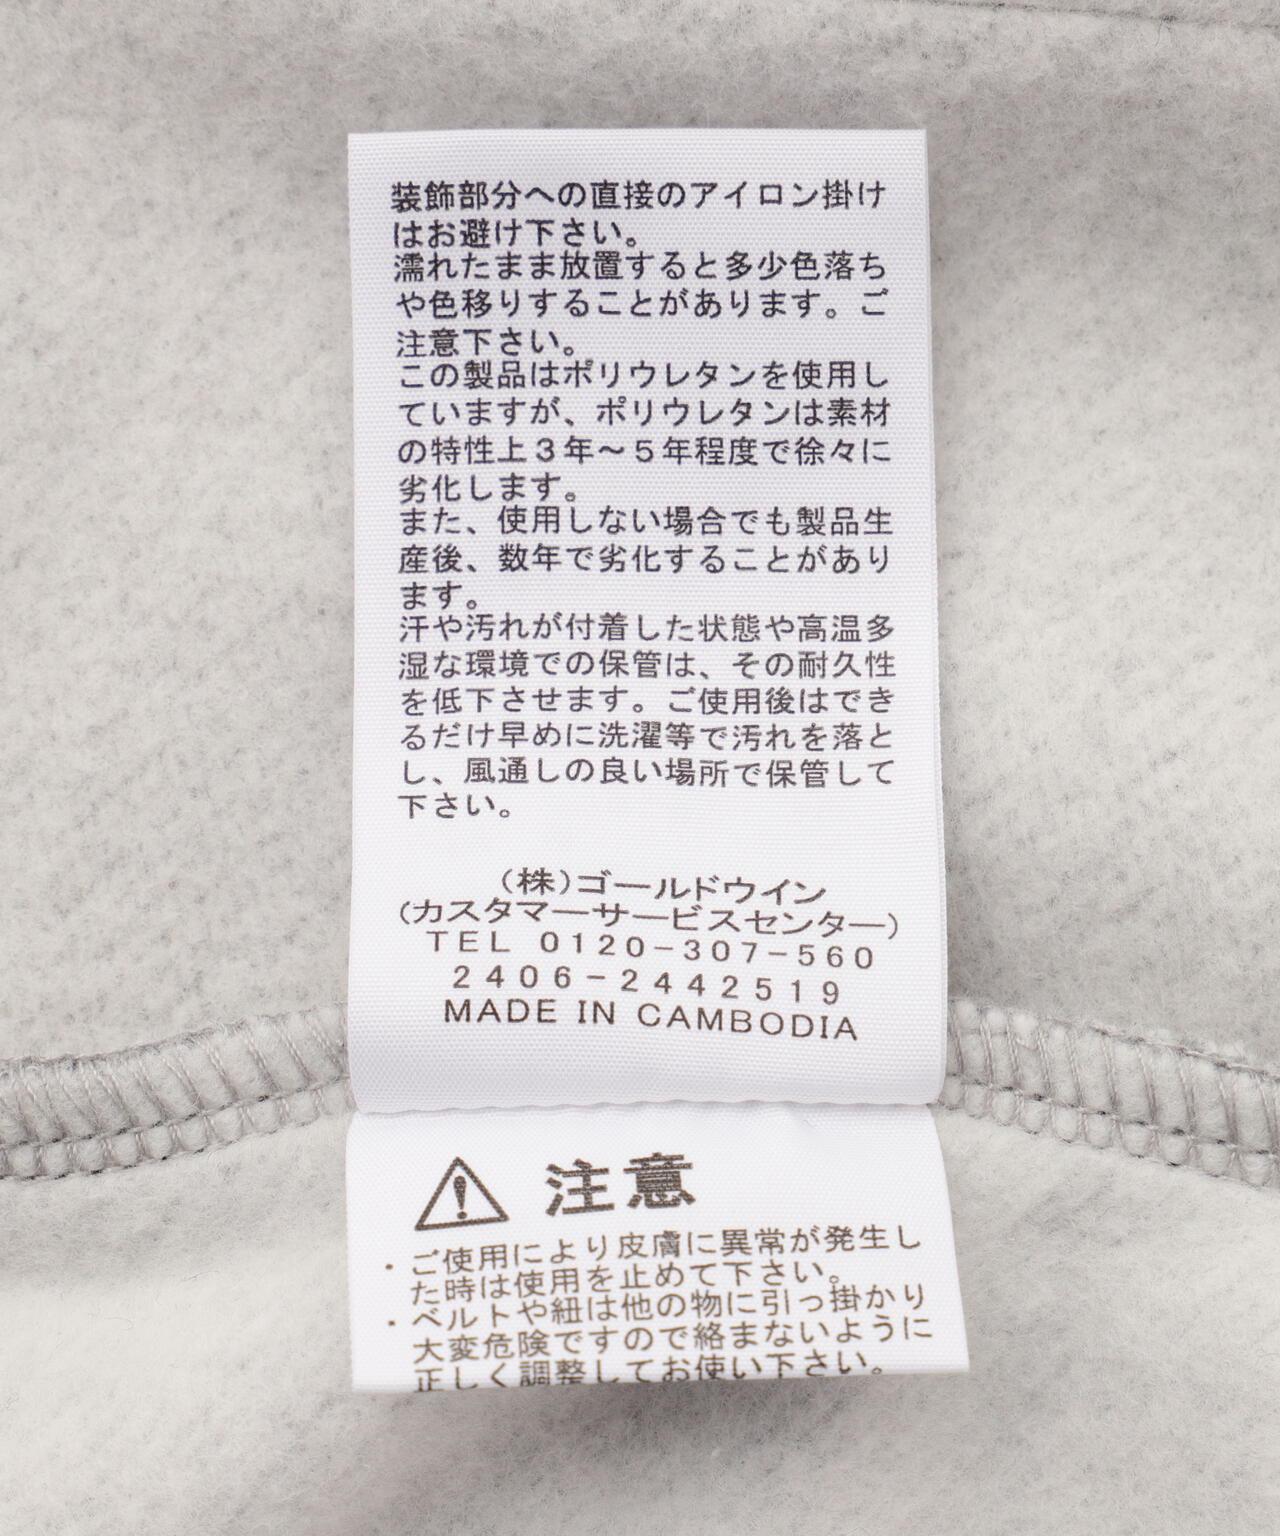 装飾部分への直接のアイロン掛け
はお避け下さい。
濡れたまま放置すると多少色落ち
や色移りすることがあります。ご
注意下さい。
この製品はポリウレタンを使用し
ていますが、ポリウレタンは素材
の特性上３年～５年程度で徐々に
劣化します。
また、使用しない場合でも製品生
産後、数年で劣化することがあり
ます。
汗や汚れが付着した状態や高温多
湿な環境での保管は、その耐久性
を低下させます。ご使用後はでき
るだけ早めに洗濯等で汚れを落と
し、風通しの良い場所で保管して
下さい。
(株)ゴールドウイン
(カスタマーサービスセンター)
TEL 0120-307-560
2406-2442519
MADE IN CAMBODIA
注意
・ご使用により皮膚に異常が発生し
た時は使用を止めて下さい。
・ベルトや紐は他の物に引っ掛かり
大変危険ですので絡まないように
正しく調整してお使い下さい。